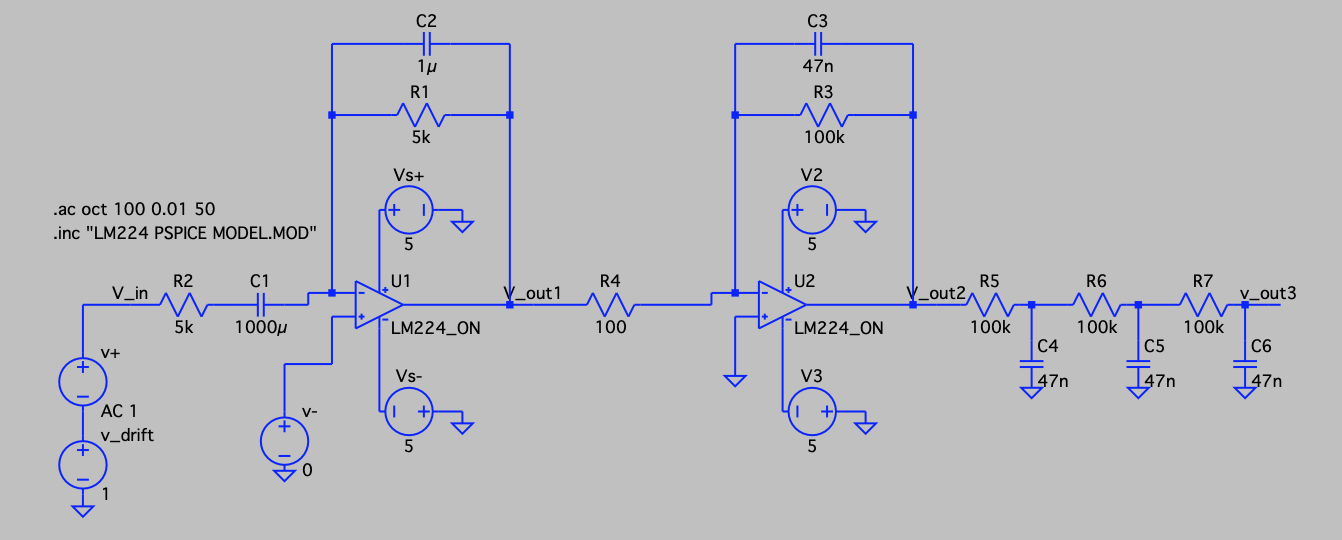 C2
1µ
R1
5k
C3
47n
R3
100k
Vs+
5
V2
5
.ac oct 100 0.01 50
.inc "LM224 PSPICE MODEL.MOD"
V_in
R2
5k
C1
1000µ
U1
LM224_ON
V_out1
R4
100
U2
LM224_ON
V_out2
R5
100k
R6
100k
R7
100k
v_out3
C4
47n
C5
47n
C6
47n
v+
AC 1
v_drift
1
v-
0
Vs-
5
V3
5